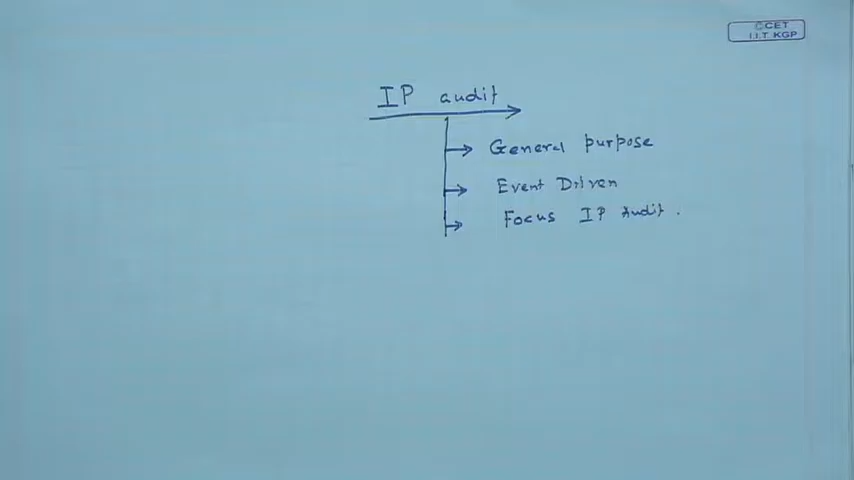 ©CET
I.I.T. KGP
IP audit
General purpose
Event Driven
Focus IP Audit.